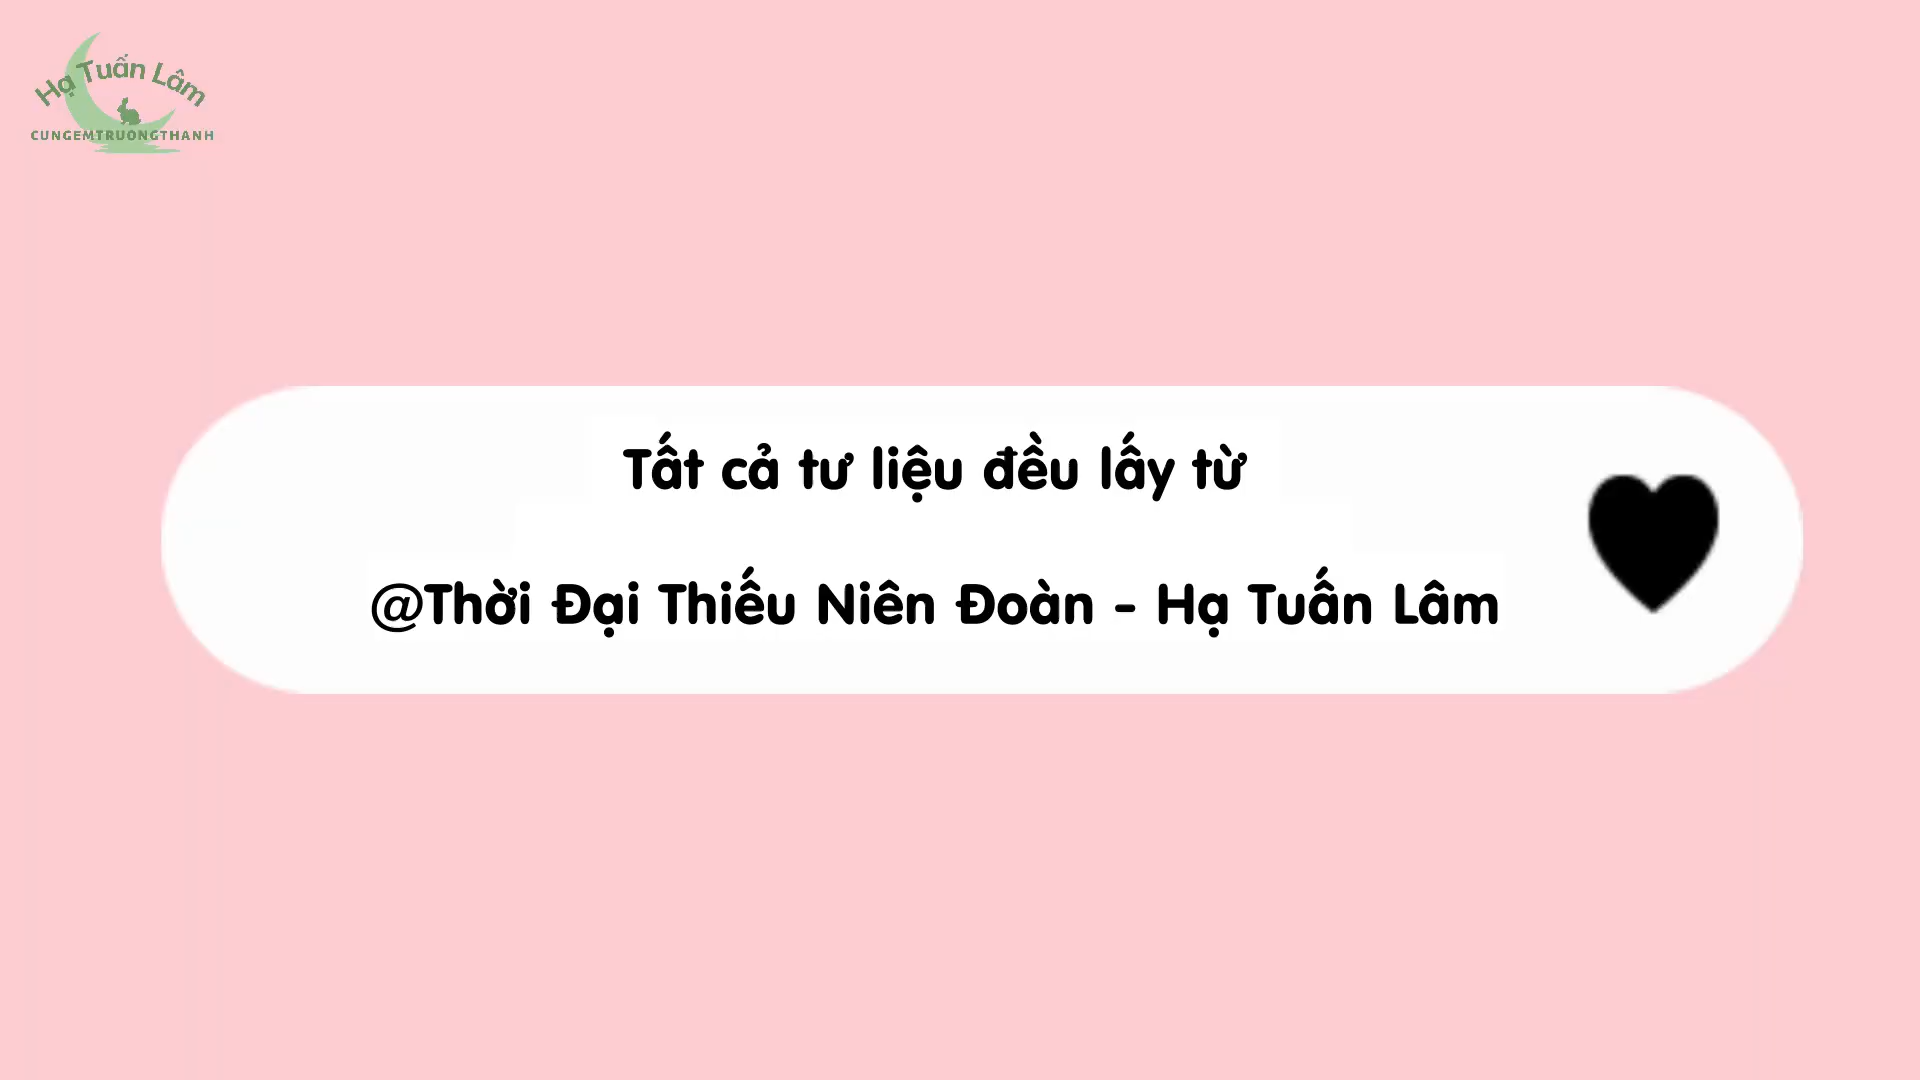 Hạ Tuấn Lâm
CUNGEMTRUONGTHANH
Tất cả tư liệu đều lấy từ
@Thời Đại Thiếu Niên Đoàn - Hạ Tuấn Lâm